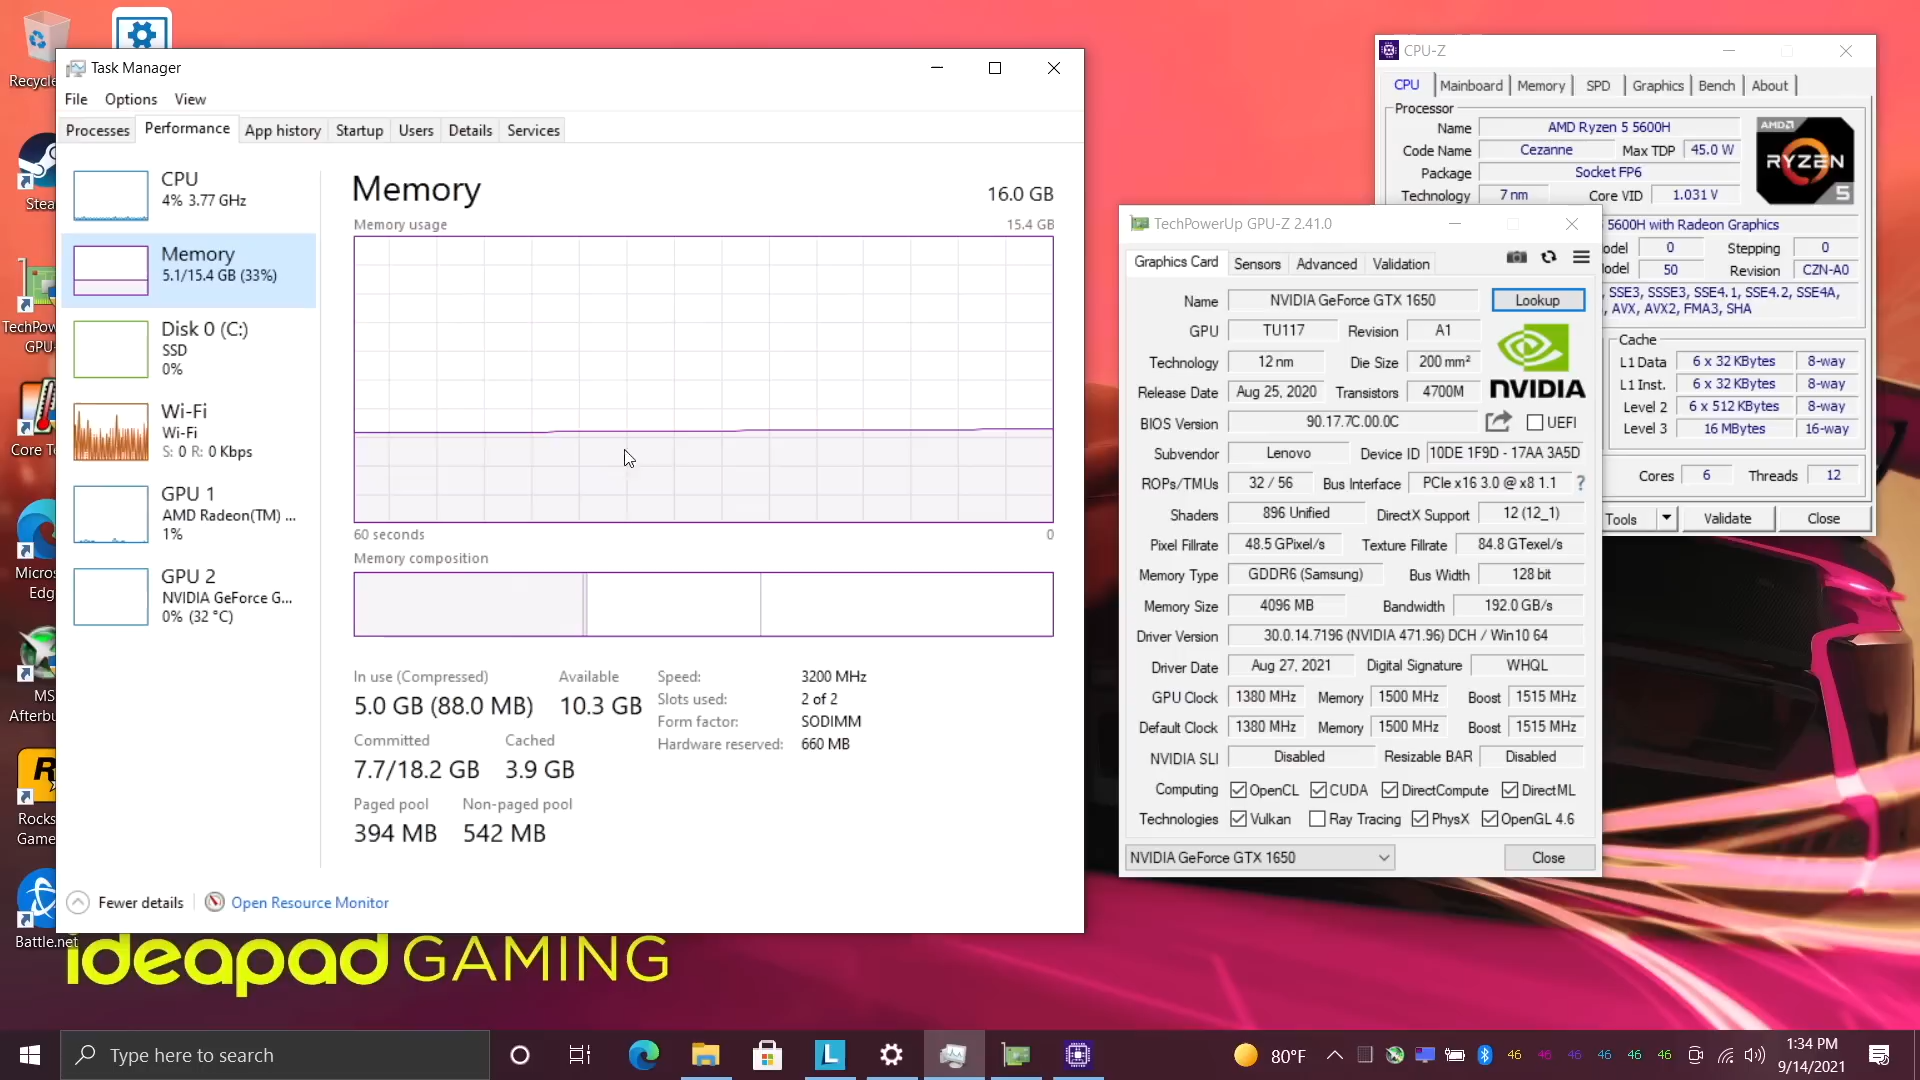 Recycle
Stea
TechPow
GPU-
Core Te
Micros
Edg
MS
Afterbu
Rocks
Game
Battle.net
Task Manager
File Options View
Processes Performance App history Startup Users Details Services
CPU
4% 3.77 GHz
Memory
5.1/15.4 GB (33%)
Disk 0 (C:)
SSD
0%
Wi-Fi
Wi-Fi
S: 0 R: 0 Kbps
GPU 1
AMD Radeon(TM) ...
1%
GPU 2
NVIDIA GeForce G...
0% (32 °C)
Memory 16.0 GB
Memory usage 15.4 GB
60 seconds 0
Memory composition
In use (Compressed) Available
5.0 GB (88.0 MB) 10.3 GB
Committed Cached
7.7/18.2 GB 3.9 GB
Paged pool Non-paged pool
394 MB 542 MB
Speed: 3200 MHz
Slots used: 2 of 2
Form factor: SODIMM
Hardware reserved: 660 MB
Fewer details Open Resource Monitor
ideapad GAMING
CPU-Z
CPU Mainboard Memory SPD Graphics Bench About
Processor
Name AMD Ryzen 5 5600H
Code Name Cezanne Max TDP 45.0 W
Package Socket FP6
Technology 7 nm Core VID 1.031 V
AMD
RYZEN
5
5600H with Radeon Graphics
odel 0 Stepping 0
odel 50 Revision CZN-A0
, SSE3, SSSE3, SSE4.1, SSE4.2, SSE4A,
, AVX, AVX2, FMA3, SHA
Cache
L1 Data 6 x 32 KBytes 8-way
L1 Inst. 6 x 32 KBytes 8-way
Level 2 6 x 512 KBytes 8-way
Level 3 16 MBytes 16-way
Cores 6 Threads 12
Tools Validate Close
TechPowerUp GPU-Z 2.41.0
Graphics Card Sensors Advanced Validation
Name NVIDIA GeForce GTX 1650 Lookup
GPU TU117 Revision A1
Technology 12 nm Die Size 200 mm²
Release Date Aug 25, 2020 Transistors 4700M
NVIDIA
BIOS Version 90.17.7C.00.0C UEFI
Subvendor Lenovo Device ID 10DE 1F9D - 17AA 3A5D
ROPs/TMUs 32 / 56 Bus Interface PCIe x16 3.0 @ x8 1.1 ?
Shaders 896 Unified DirectX Support 12 (12_1)
Pixel Fillrate 48.5 GPixel/s Texture Fillrate 84.8 GTexel/s
Memory Type GDDR6 (Samsung) Bus Width 128 bit
Memory Size 4096 MB Bandwidth 192.0 GB/s
Driver Version 30.0.14.7196 (NVIDIA 471.96) DCH / Win10 64
Driver Date Aug 27, 2021 Digital Signature WHQL
GPU Clock 1380 MHz Memory 1500 MHz Boost 1515 MHz
Default Clock 1380 MHz Memory 1500 MHz Boost 1515 MHz
NVIDIA SLI Disabled Resizable BAR Disabled
Computing OpenCL CUDA DirectCompute DirectML
Technologies Vulkan Ray Tracing PhysX OpenGL 4.6
NVIDIA GeForce GTX 1650 Close
Type here to search
L
80°F
46 46 46 46 46 46
1:34 PM
9/14/2021